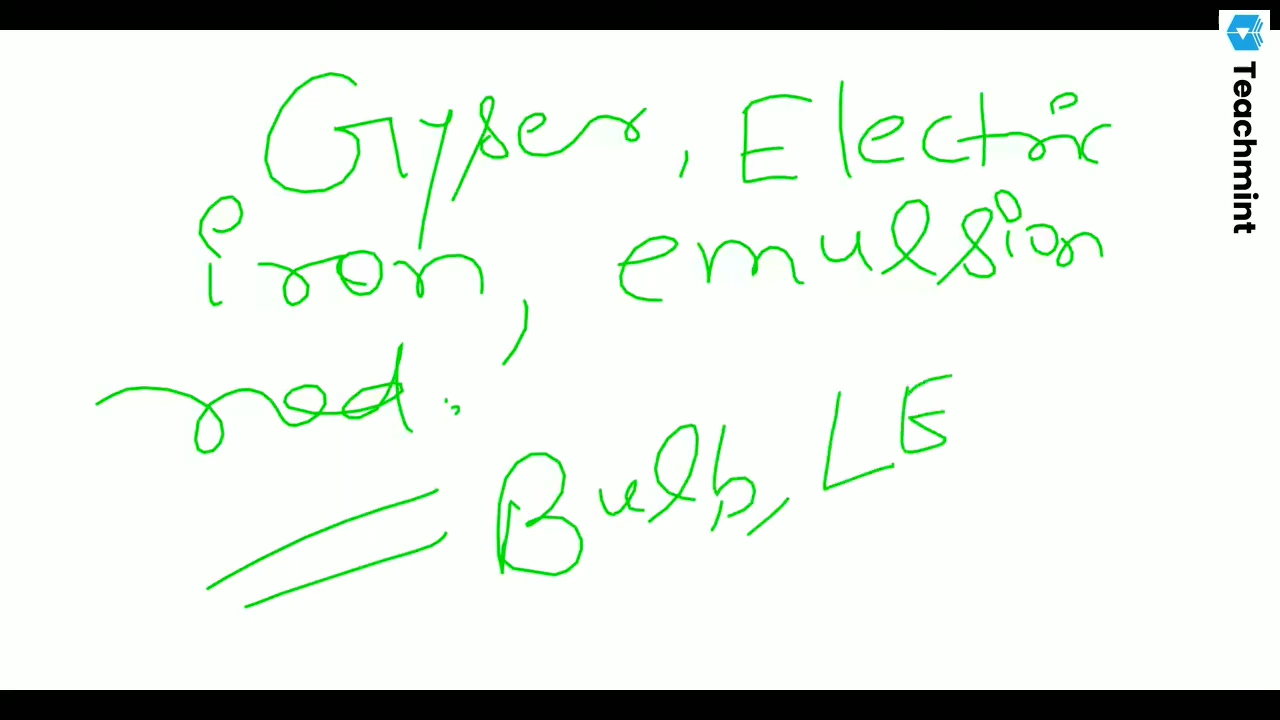 Gyser, Electric
iron, emulsion
rod.
Bulb, LE
Teachmint